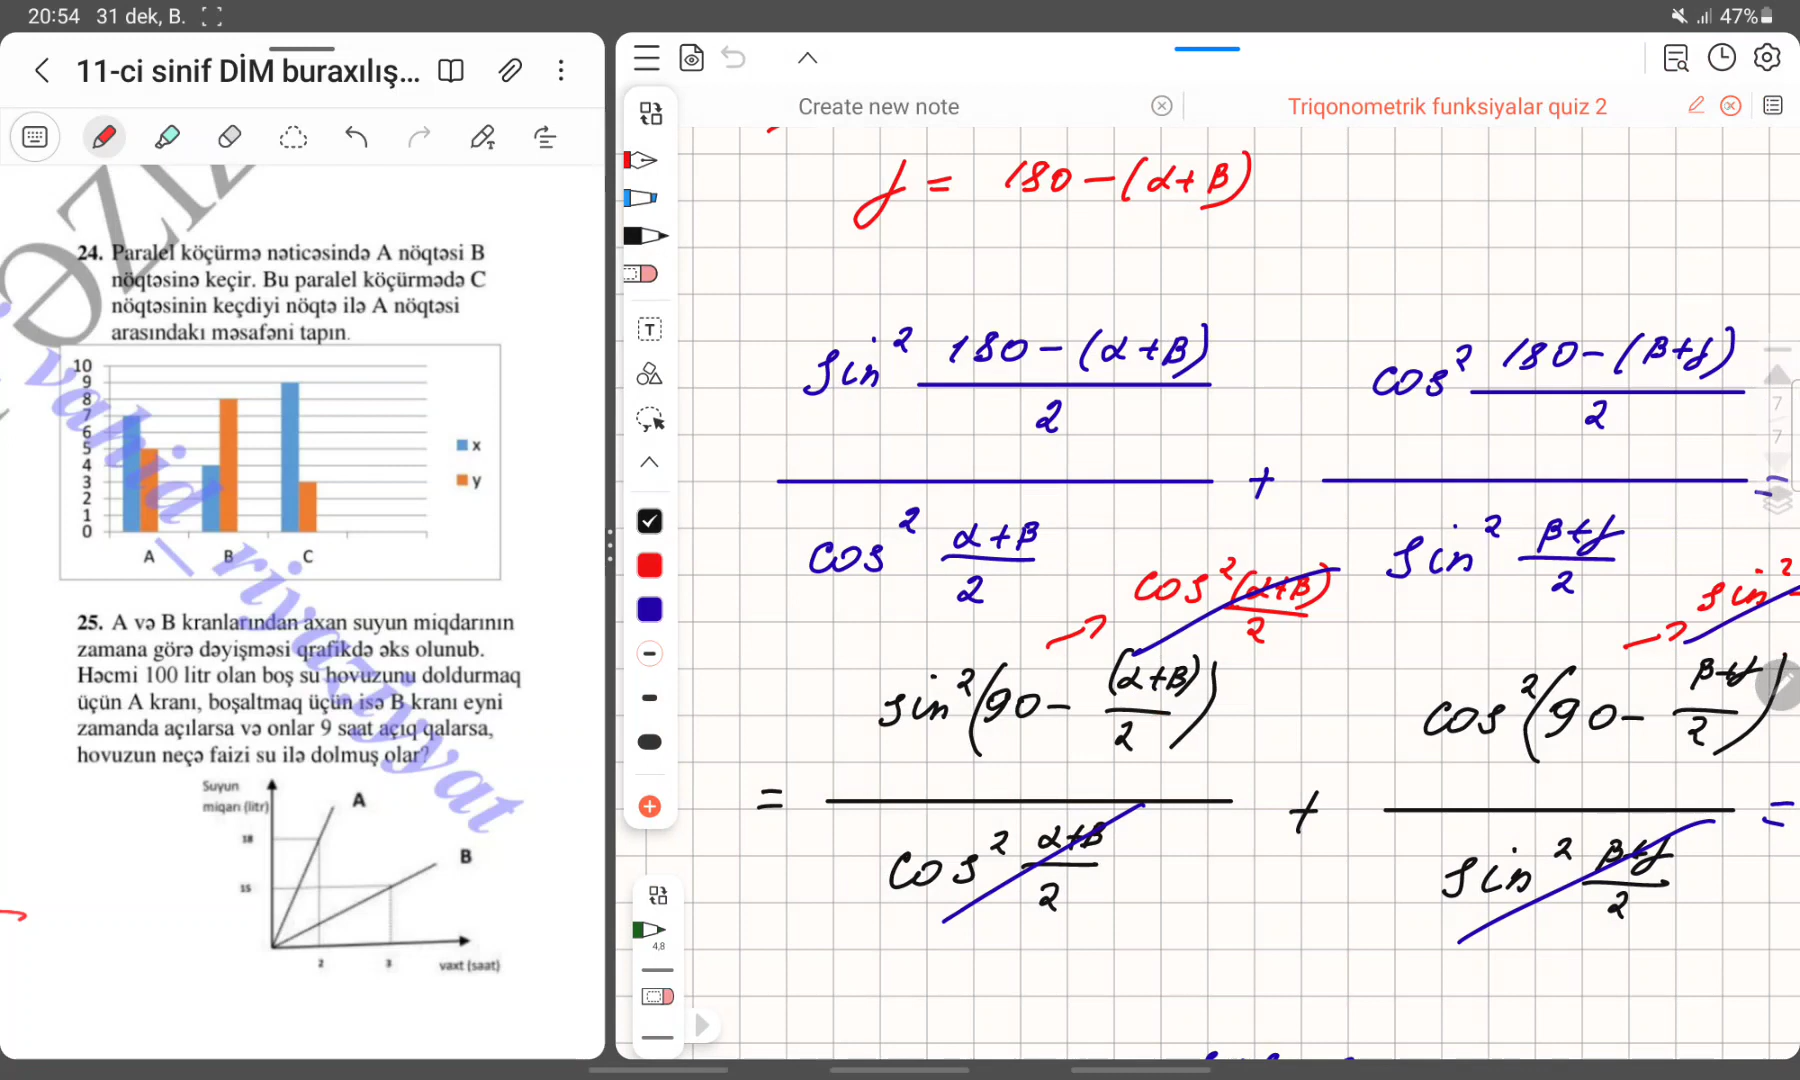 20:54 31 dek, B.
47%
11-ci sinif DİM buraxılış...
24. Paralel köçürmə nəticəsində A nöqtəsi B
nöqtəsinə keçir. Bu paralel köçürmədə C
nöqtəsinin keçdiyi nöqtə ilə A nöqtəsi
arasındakı məsafəni tapın.
10
9
8
7
6
5
4
3
2
1
0
A B C
x
y
vahid_riyaziyyat
25. A və B kranlarından axan suyun miqdarının
zamana görə dəyişməsi qrafikdə əks olunub.
Həcmi 100 litr olan boş su hovuzunu doldurmaq
üçün A kranı, boşaltmaq üçün isə B kranı eyni
zamanda açılarsa və onlar 9 saat açıq qalarsa,
hovuzun neçə faizi su ilə dolmuş olar?
Suyun
miqarı (litr)
A
18
B
15
2 3 vaxt (saat)
Create new note
Triqonometrik funksiyalar quiz 2
T
4,8
7
7
γ = 180 - (α+β)
sin² (180-(α+β))/2 / cos² (α+β)/2 + cos² (180-(β+γ))/2 / sin² (β+γ)/2 =
→ cos² (α+β)/2 → sin²
= sin²(90 - (α+β)/2) / cos² (α+β)/2 + cos²(90 - (β+γ)/2) / sin² (β+γ)/2 =